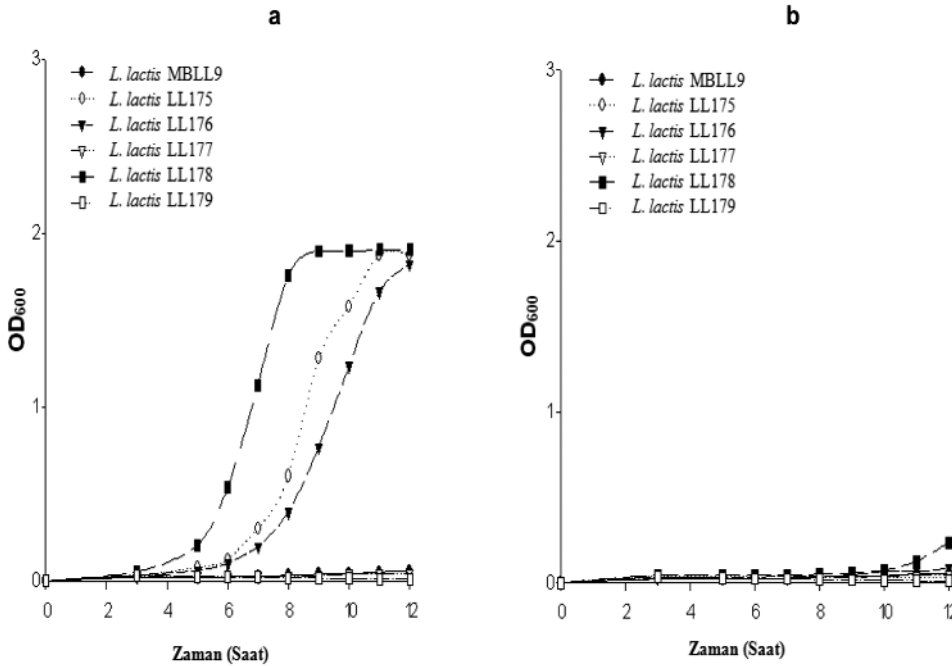 a
3
L. lactis MBLL9
L. lactis LL175
L. lactis LL176
L. lactis LL177
L. lactis LL178
L. lactis LL179
2
OD600
1
0
0 2 4 6 8 10 12
Zaman (Saat)
b
3
L. lactis MBLL9
L. lactis LL175
L. lactis LL176
L. lactis LL177
L. lactis LL178
L. lactis LL179
2
OD600
1
0
0 2 4 6 8 10 12
Zaman (Saat)